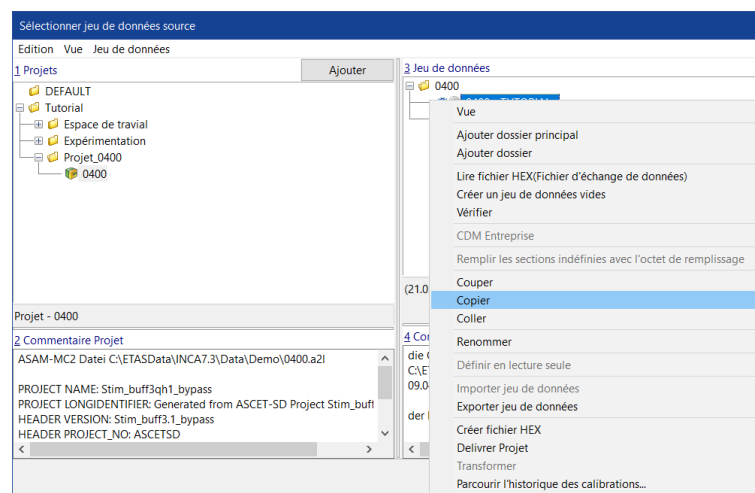 Sélectionner jeu de données source
Edition Vue Jeu de données
1 Projets
Ajouter
DEFAULT
Tutorial
Espace de travial
Expérimentation
Projet_0400
0400
Projet - 0400
2 Commentaire Projet
ASAM-MC2 Datei C:\ETASData\INCA7.3\Data\Demo\0400.a2l
PROJECT NAME: Stim_buff3qh1_bypass
PROJECT LONGIDENTIFIER: Generated from ASCET-SD Project Stim_buff
HEADER VERSION: Stim_buff3.1_bypass
HEADER PROJECT_NO: ASCETSD
3 Jeu de données
0400
(21.0
4 Cor
die
C:\E
09.0
der
Vue
Ajouter dossier principal
Ajouter dossier
Lire fichier HEX(Fichier d'échange de données)
Créer un jeu de données vides
Vérifier
CDM Entreprise
Remplir les sections indéfinies avec l'octet de remplissage
Couper
Copier
Coller
Renommer
Définir en lecture seule
Importer jeu de données
Exporter jeu de données
Créer fichier HEX
Delivrer Projet
Transformer
Parcourir l'historique des calibrations...